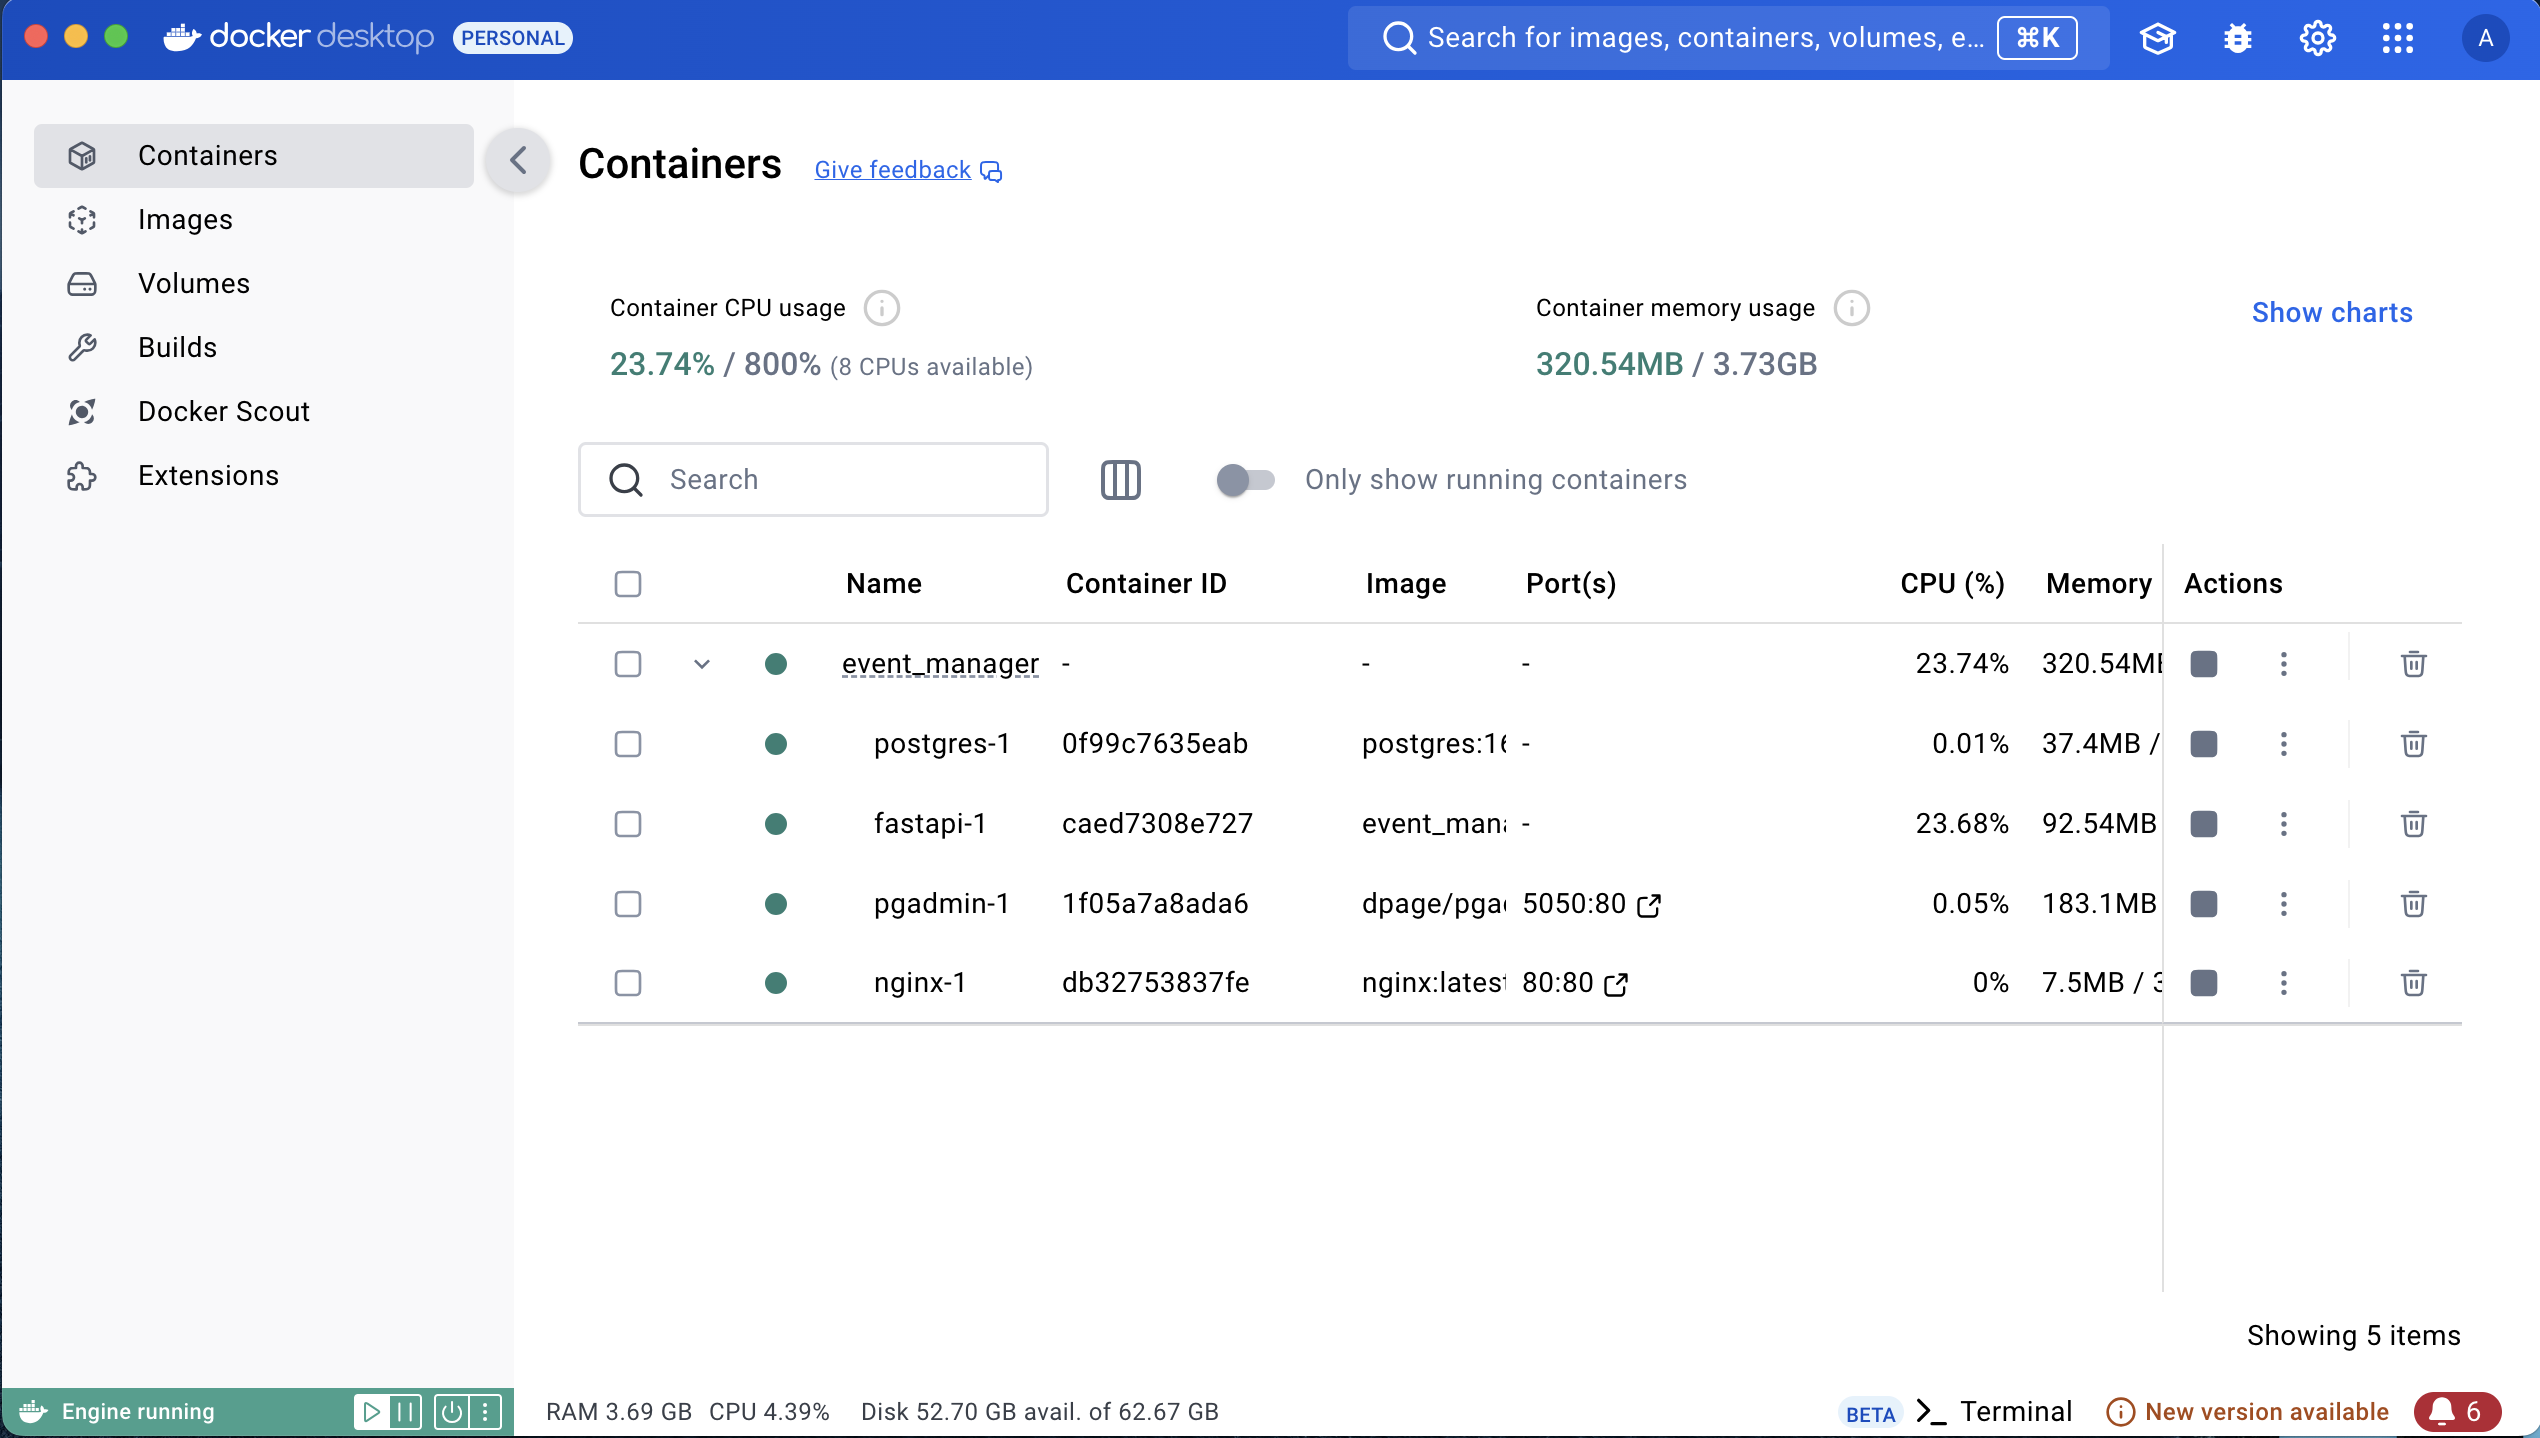 docker desktop PERSONAL
Search for images, containers, volumes, e... ⌘K
A
Containers
Images
Volumes
Builds
Docker Scout
Extensions
Containers Give feedback
Container CPU usage
23.74% / 800% (8 CPUs available)
Container memory usage
320.54MB / 3.73GB
Show charts
Search
Only show running containers
Name Container ID Image Port(s) CPU (%) Memory Actions
event_manager - - - 23.74% 320.54MB
postgres-1 0f99c7635eab postgres:16 - 0.01% 37.4MB /
fastapi-1 caed7308e727 event_mana - 23.68% 92.54MB
pgadmin-1 1f05a7a8ada6 dpage/pgad 5050:80 0.05% 183.1MB
nginx-1 db32753837fe nginx:latest 80:80 0% 7.5MB / 3
Showing 5 items
Engine running
RAM 3.69 GB CPU 4.39% Disk 52.70 GB avail. of 62.67 GB
BETA >_ Terminal
New version available
6